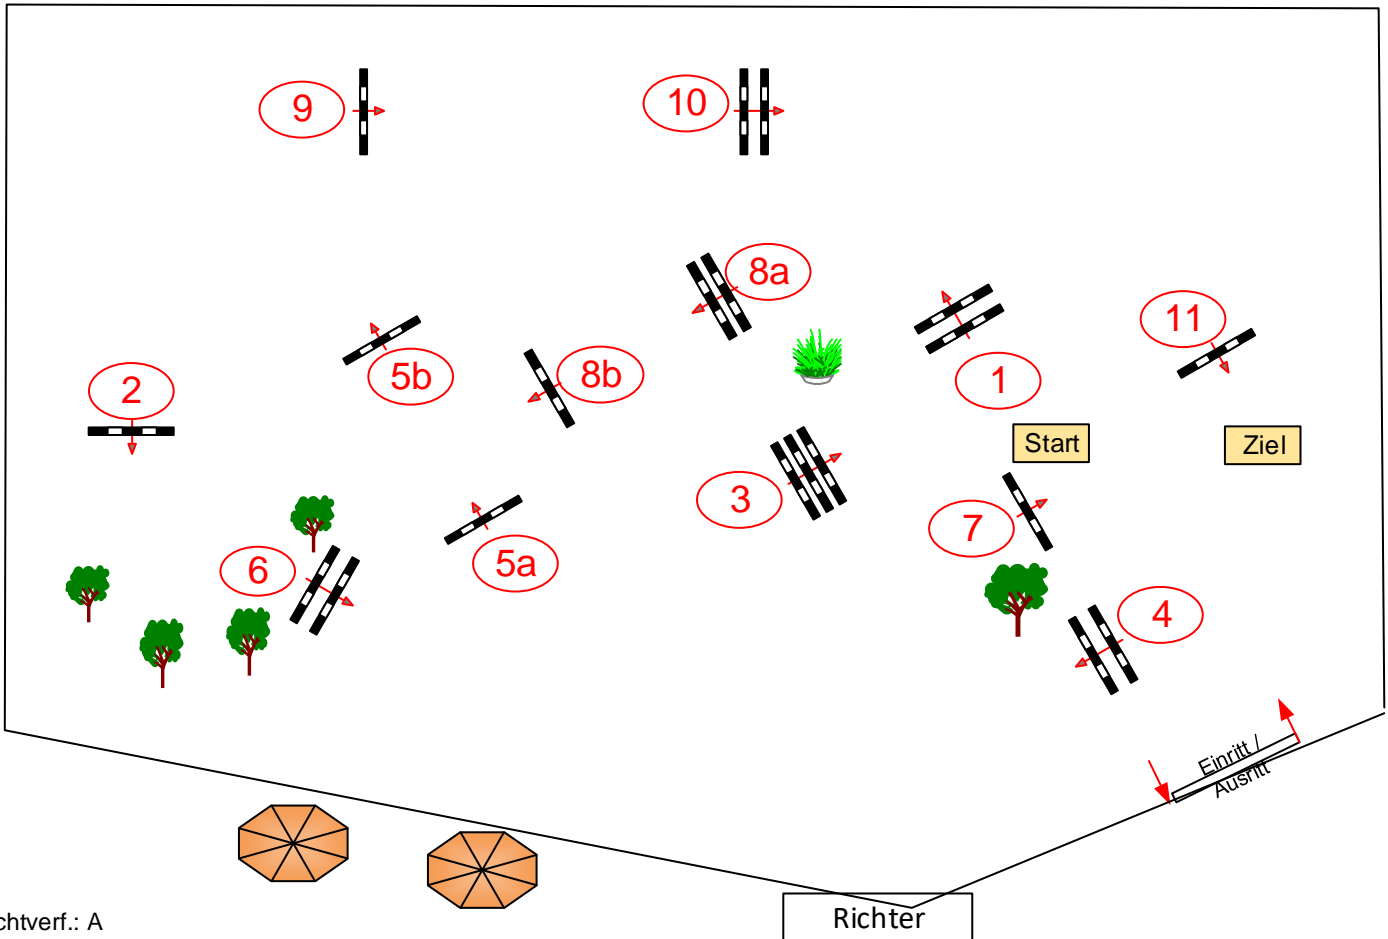 9
10
8a
11
5b
8b
1
2
Start
Ziel
3
7
6
5a
4
Einritt /
Ausritt
Richter
chtverf.: A